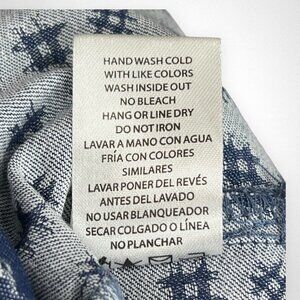 HAND WASH COLD
WITH LIKE COLORS
WASH INSIDE OUT
NO BLEACH
HANG OR LINE DRY
DO NOT IRON
LAVAR A MANO CON AGUA
FRÍA CON COLORES
SIMILARES
LAVAR PONER DEL REVÉS
ANTES DEL LAVADO
NO USAR BLANQUEADOR
SECAR COLGADO O LÍNEA
NO PLANCHAR